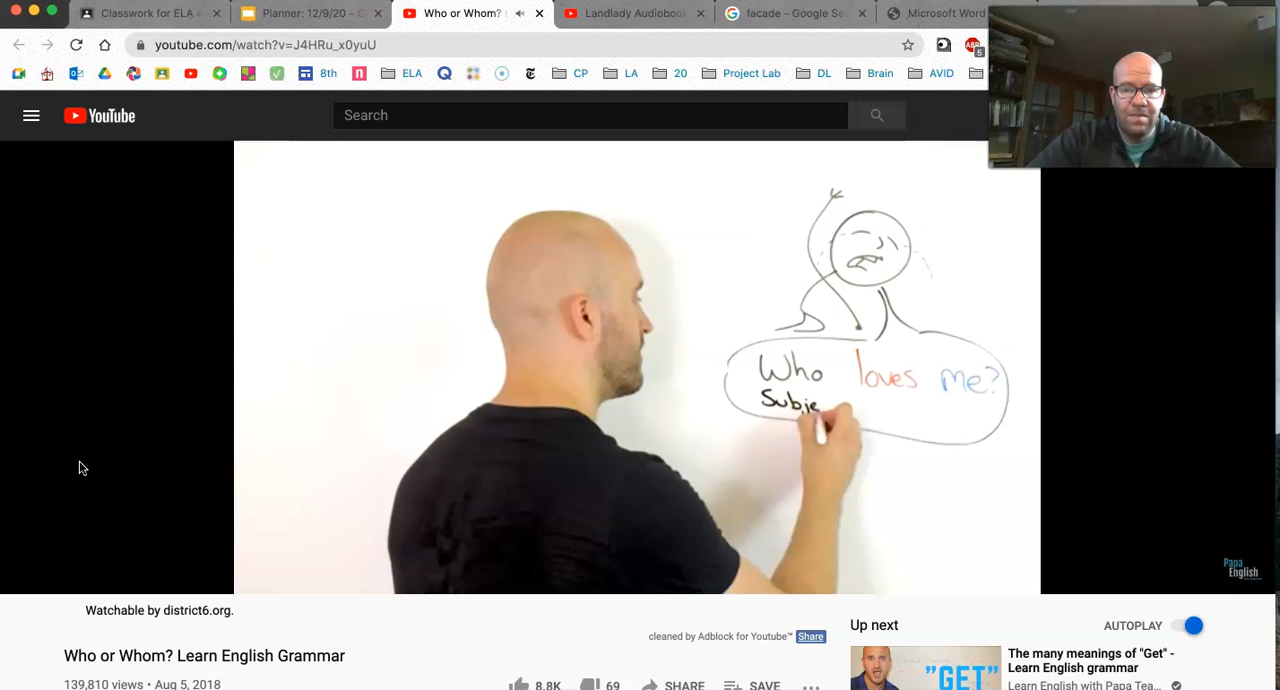 Classwork for ELA
Planner: 12/9/20 - C
Who or Whom? L
Landlady Audiobook
facade - Google Se
Microsoft Word
youtube.com/watch?v=J4HRu_x0yuU
ABP
5
8th
ELA
CP
LA
20
Project Lab
DL
Brain
AVID
YouTube
Search
Who loves me?
Subje
Papa
English
Watchable by district6.org.
cleaned by Adblock for Youtube™ Share
Up next
AUTOPLAY
Who or Whom? Learn English Grammar
139,810 views • Aug 5, 2018
8.8K 69 SHARE SAVE
"GET"
The many meanings of "Get" -
Learn English grammar
Learn English with Papa Tea...